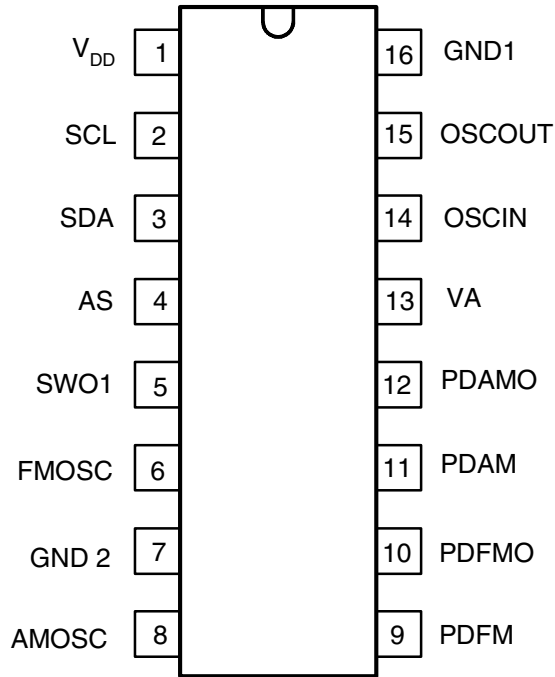 V_DD 1 16 GND1
SCL 2 15 OSCOUT
SDA 3 14 OSCIN
AS 4 13 VA
SWO1 5 12 PDAMO
FMOSC 6 11 PDAM
GND 2 7 10 PDFMO
AMOSC 8 9 PDFM